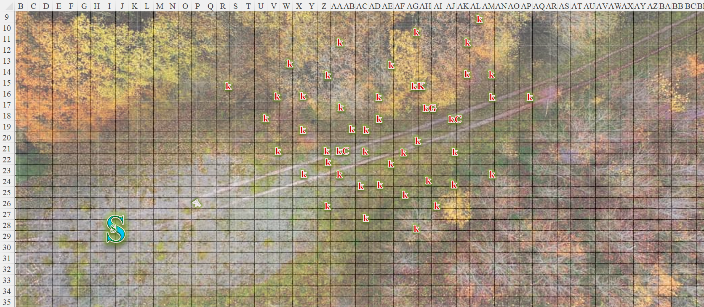 B C D E F G H I J K L M N O P Q R S T U V W X Y Z AA AB AC AD AE AF AG AH AI AJ AK AL AM AN AO AP AQ AR AS AT AU AV AW AX AY AZ BA BB BC BD
9 k
10 k
11 k k
12
13 k k
14 k k k
15 k k K
16 k k k k k
17 k k G
18 k k k C
19 k k k
20 k
21 k k k C k k k
22 k k
23 k k k
24 k k k k
25 k
26 k k
27 k
28 S k
29
30
31
32
33
34
35